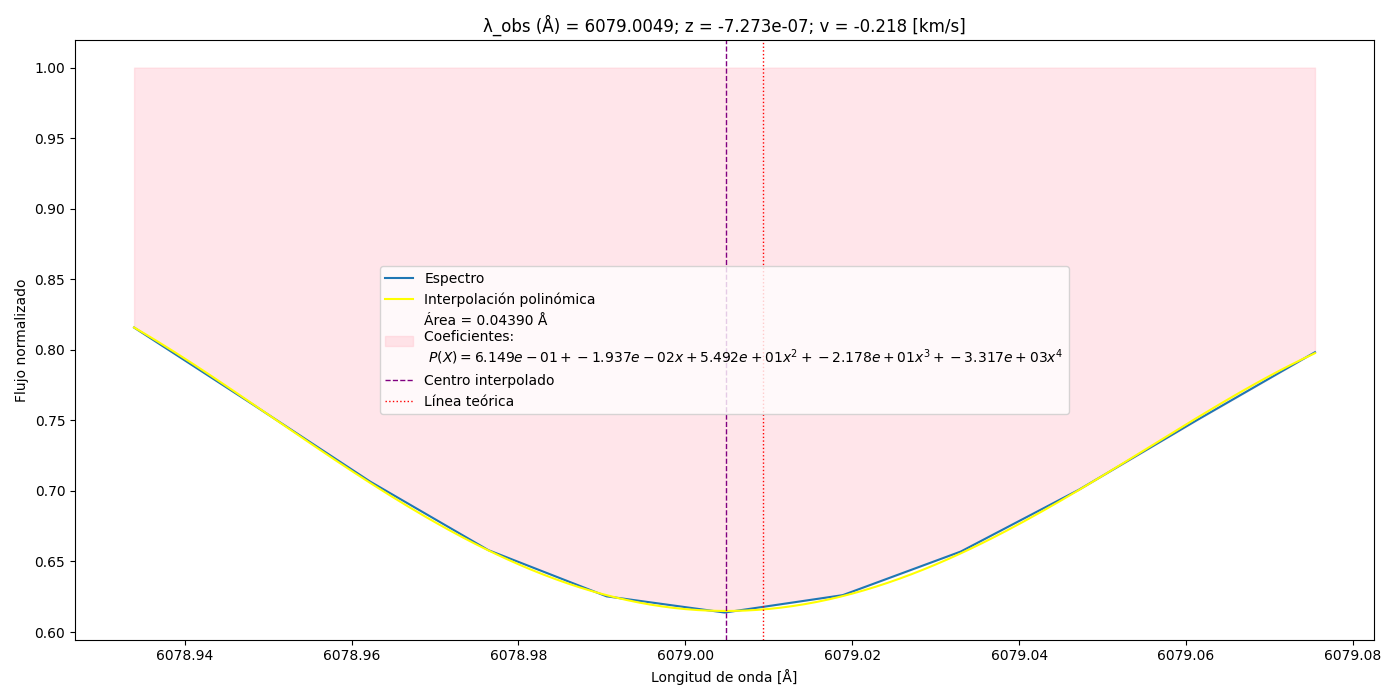 λ_obs (Å) = 6079.0049; z = -7.273e-07; v = -0.218 [km/s]
1.00
0.95
0.90
0.85
0.80
0.75
0.70
0.65
0.60
Flujo normalizado
Espectro
Interpolación polinómica
Área = 0.04390 Å
Coeficientes:
P(X) = 6.149e − 01 + −1.937e − 02x + 5.492e + 01x² + −2.178e + 01x³ + −3.317e + 03x⁴
Centro interpolado
Línea teórica
6078.94 6078.96 6078.98 6079.00 6079.02 6079.04 6079.06 6079.08
Longitud de onda [Å]